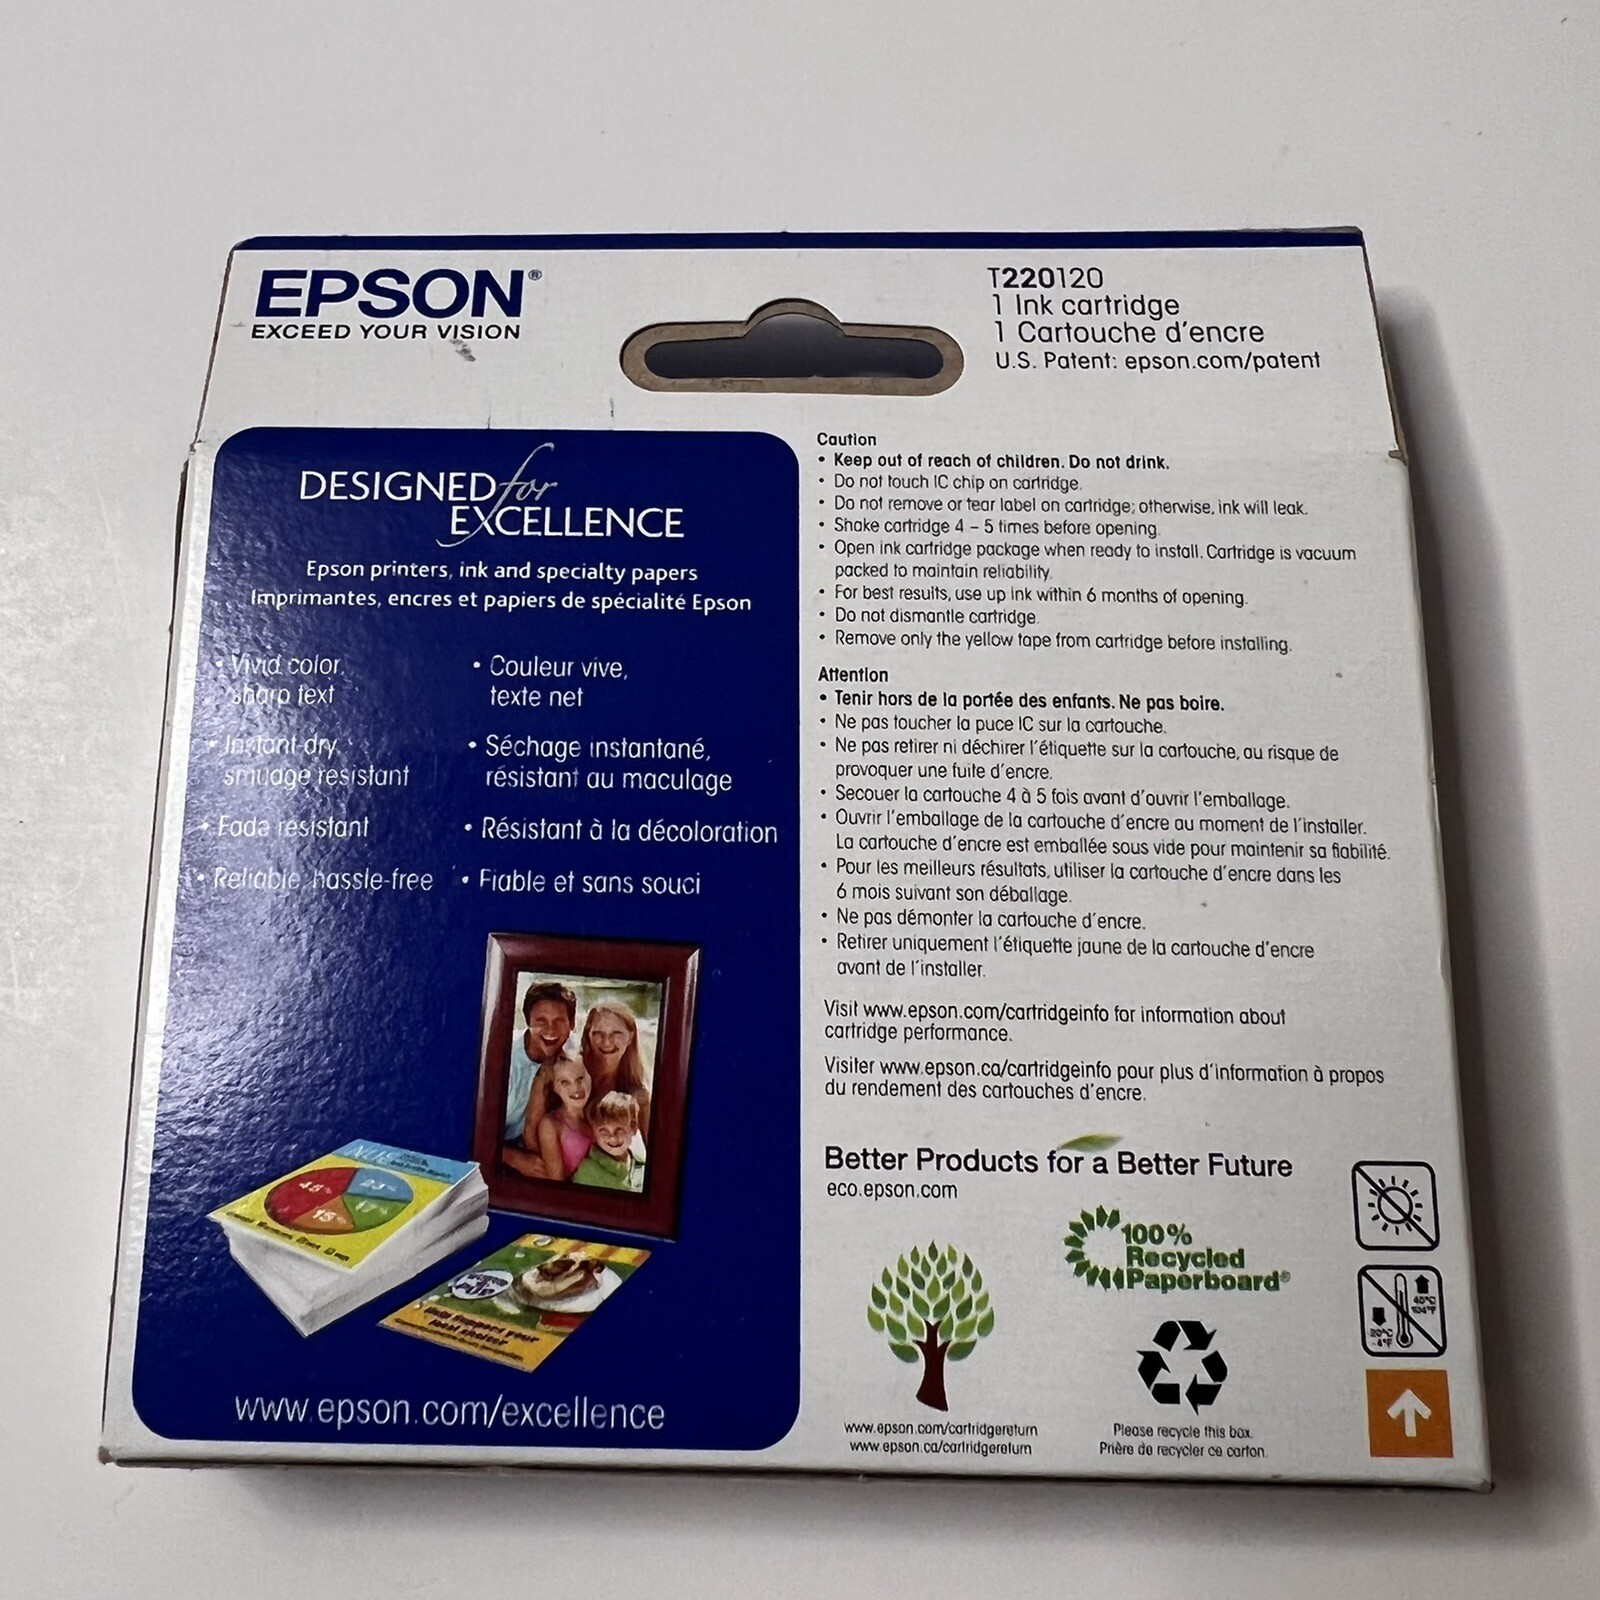 EPSON®
EXCEED YOUR VISION
T220120
1 Ink cartridge
1 Cartouche d'encre
U.S. Patent: epson.com/patent
DESIGNED for
EXCELLENCE
Epson printers, ink and specialty papers
Imprimantes, encres et papiers de spécialité Epson
• Vivid color,
sharp text
• Instant-dry,
smudge resistant
• Fade resistant
• Reliable, hassle-free
• Couleur vive,
texte net
• Séchage instantané,
résistant au maculage
• Résistant à la décoloration
• Fiable et sans souci
45%
23%
15%
17%
www.epson.com/excellence
Caution
• Keep out of reach of children. Do not drink.
• Do not touch IC chip on cartridge.
• Do not remove or tear label on cartridge; otherwise, ink will leak.
• Shake cartridge 4 – 5 times before opening.
• Open ink cartridge package when ready to install. Cartridge is vacuum
packed to maintain reliability.
• For best results, use up ink within 6 months of opening.
• Do not dismantle cartridge.
• Remove only the yellow tape from cartridge before installing.
Attention
• Tenir hors de la portée des enfants. Ne pas boire.
• Ne pas toucher la puce IC sur la cartouche.
• Ne pas retirer ni déchirer l'étiquette sur la cartouche, au risque de
provoquer une fuite d'encre.
• Secouer la cartouche 4 à 5 fois avant d'ouvrir l'emballage.
• Ouvrir l'emballage de la cartouche d'encre au moment de l'installer.
La cartouche d'encre est emballée sous vide pour maintenir sa fiabilité.
• Pour les meilleurs résultats, utiliser la cartouche d'encre dans les
6 mois suivant son déballage.
• Ne pas démonter la cartouche d'encre.
• Retirer uniquement l'étiquette jaune de la cartouche d'encre
avant de l'installer.
Visit www.epson.com/cartridgeinfo for information about
cartridge performance.
Visiter www.epson.ca/cartridgeinfo pour plus d'information à propos
du rendement des cartouches d'encre.
Better Products for a Better Future
eco.epson.com
100%
Recycled
Paperboard®
40°C
104°F
-20°C
-4°F
www.epson.com/cartridgereturn
www.epson.ca/cartridgereturn
Please recycle this box.
Prière de recycler ce carton.